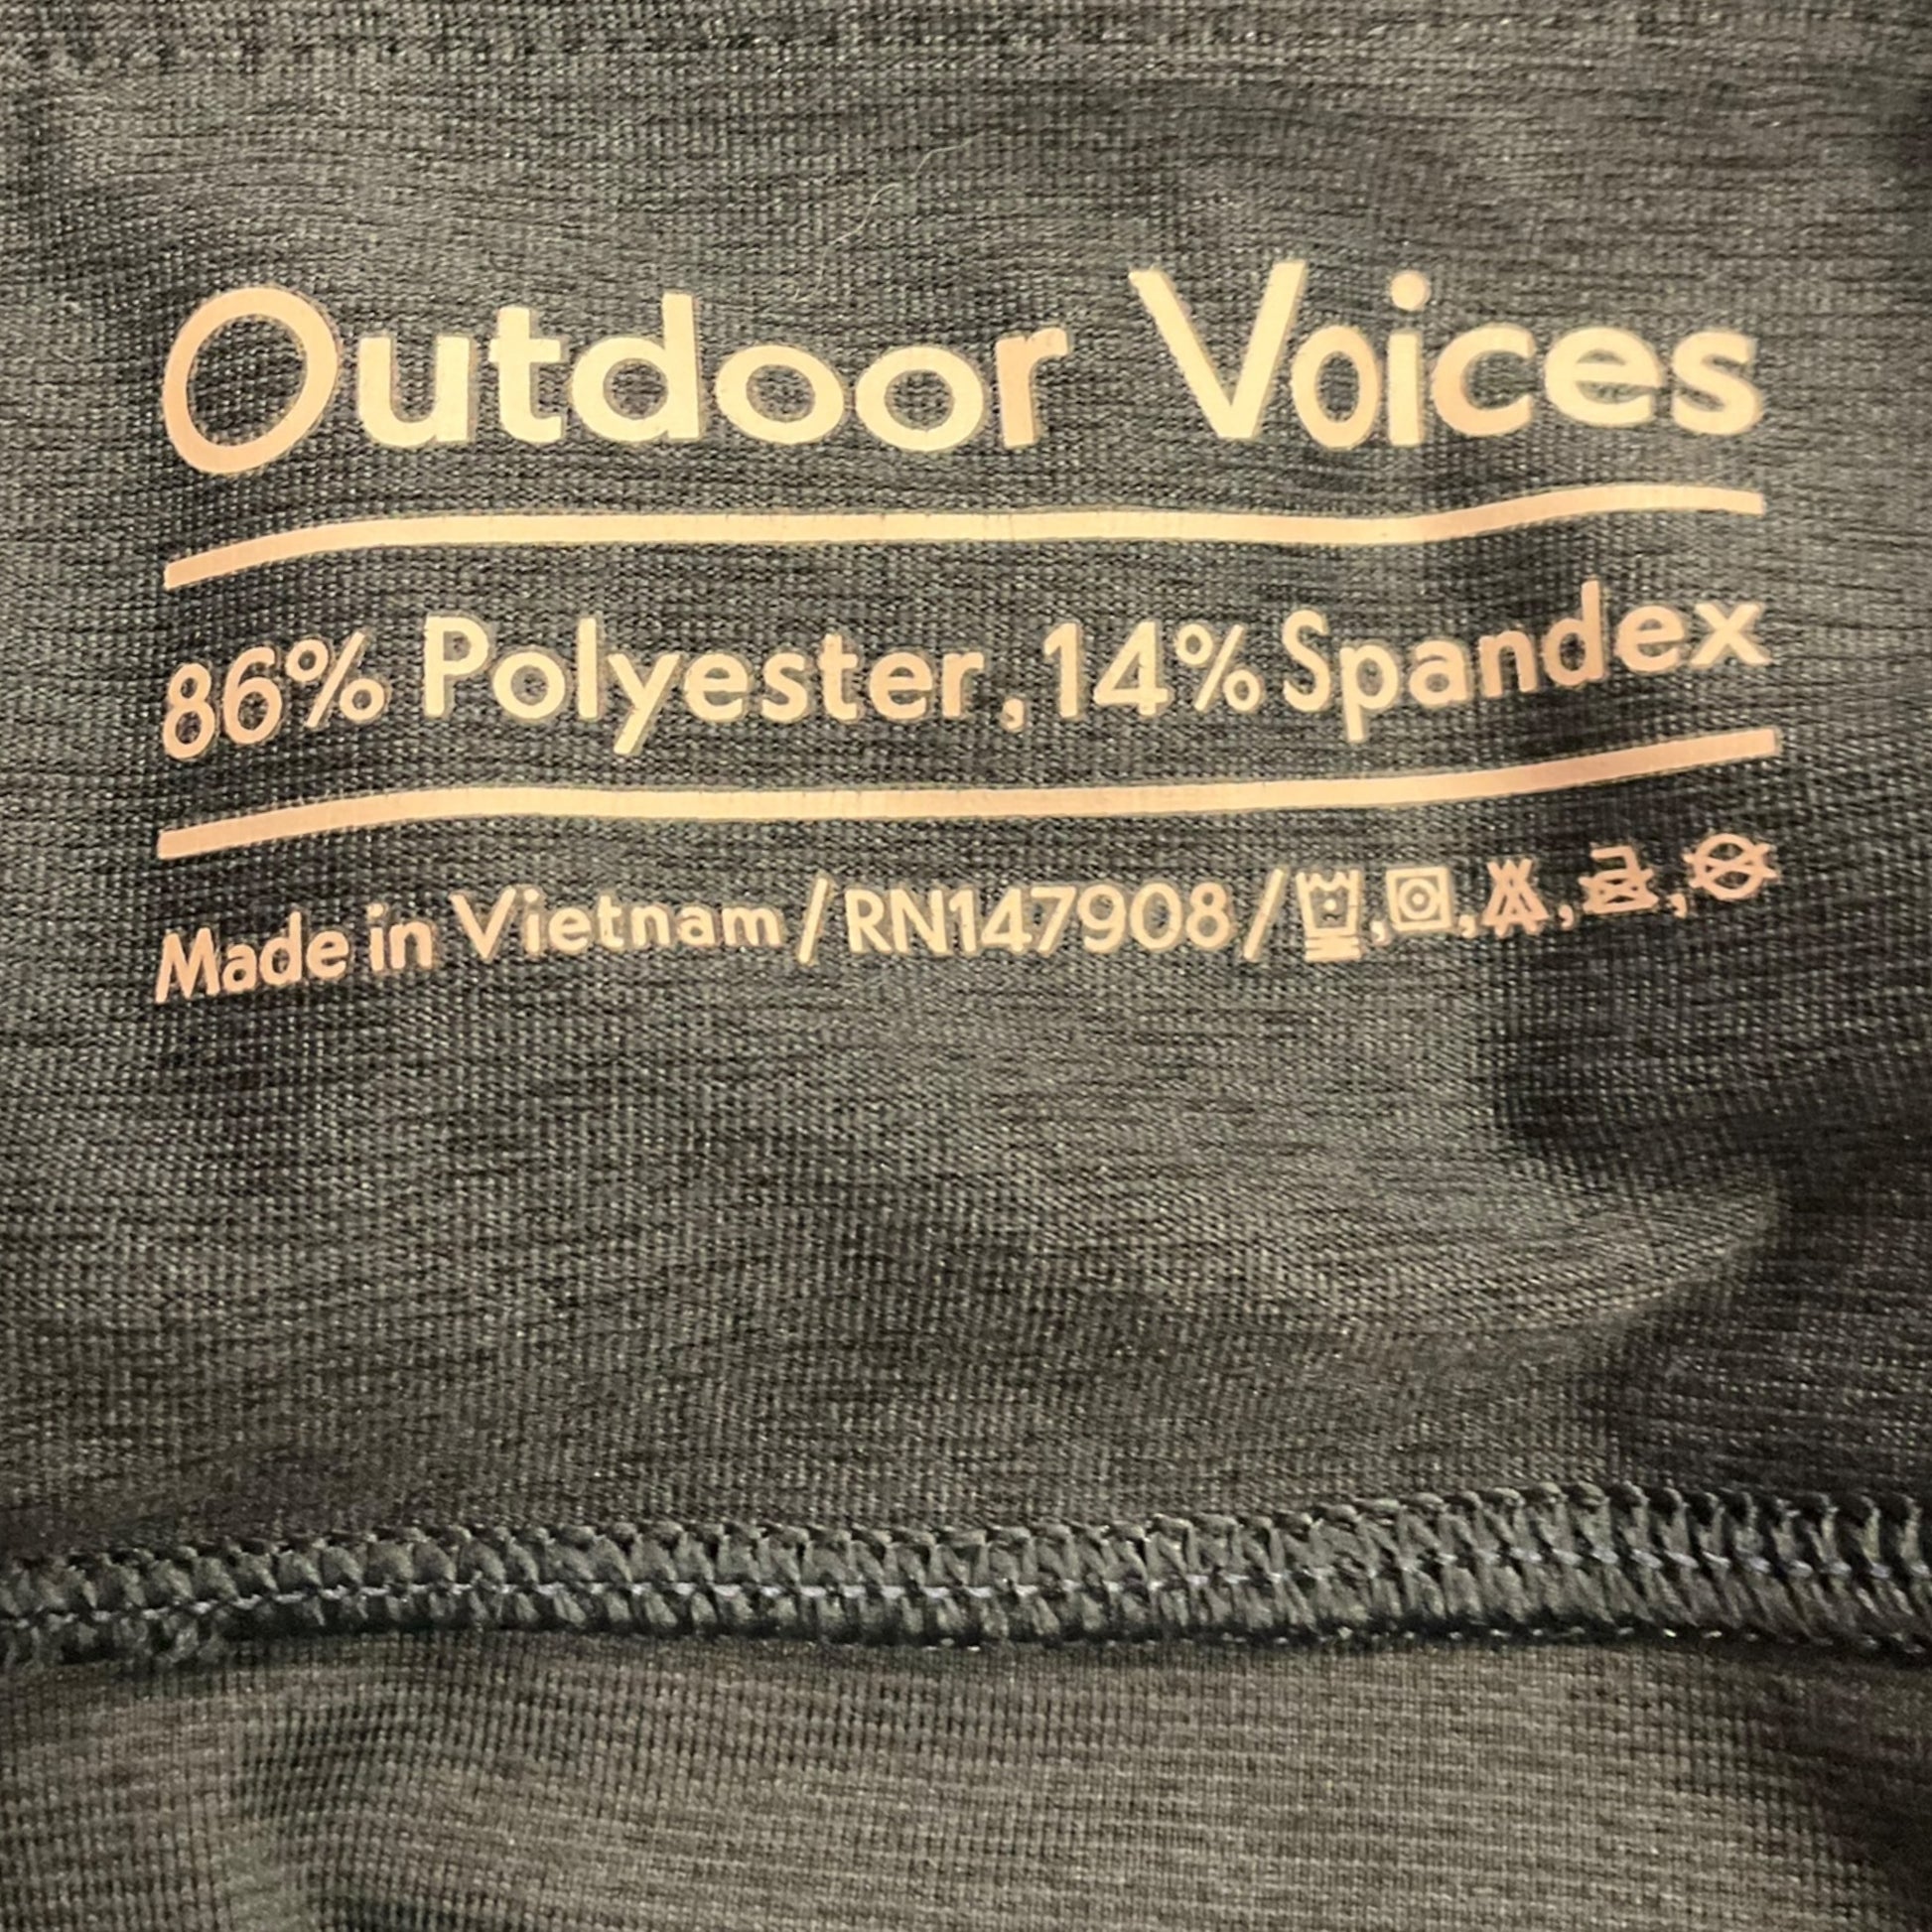 Outdoor Voices
86% Polyester, 14% Spandex
Made in Vietnam / RN147908 /